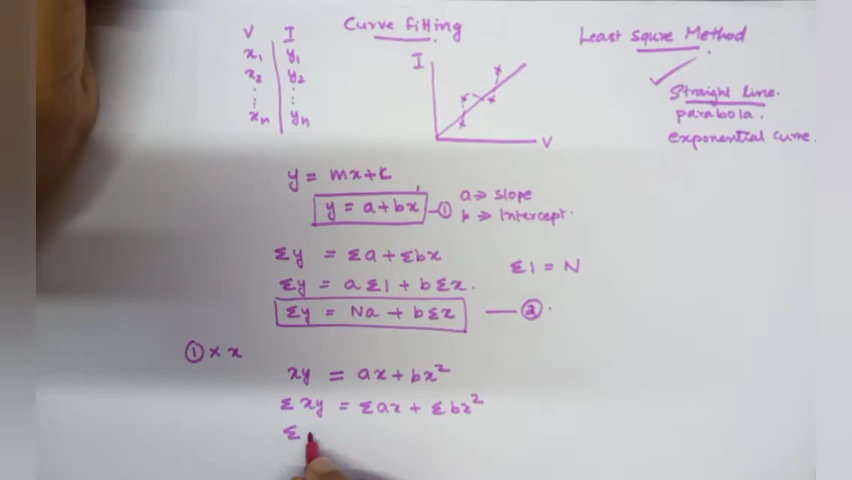 Curve Fitting
Least Squre Method
Straight Line.
parabola.
exponential curve.
V I
x₁ y₁
x₂ y₂
⋮ ⋮
xₙ yₙ
I
V
y = mx+c
y = a+bx —①
a => slope
b => Intercept.
Σy = Σa+Σbx
Σ1 = N
Σy = aΣ1 + bΣx.
Σy = Na + bΣx —②.
① × x
xy = ax+bx²
Σxy = Σax + Σbx²
Σ